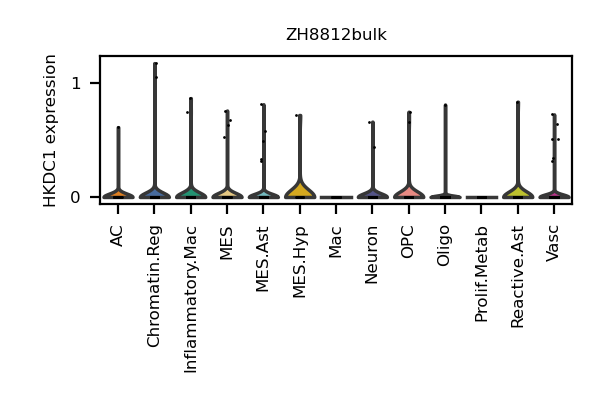 ZH8812bulk
HKDC1 expression
1
0
AC
Chromatin.Reg
Inflammatory.Mac
MES
MES.Ast
MES.Hyp
Mac
Neuron
OPC
Oligo
Prolif.Metab
Reactive.Ast
Vasc